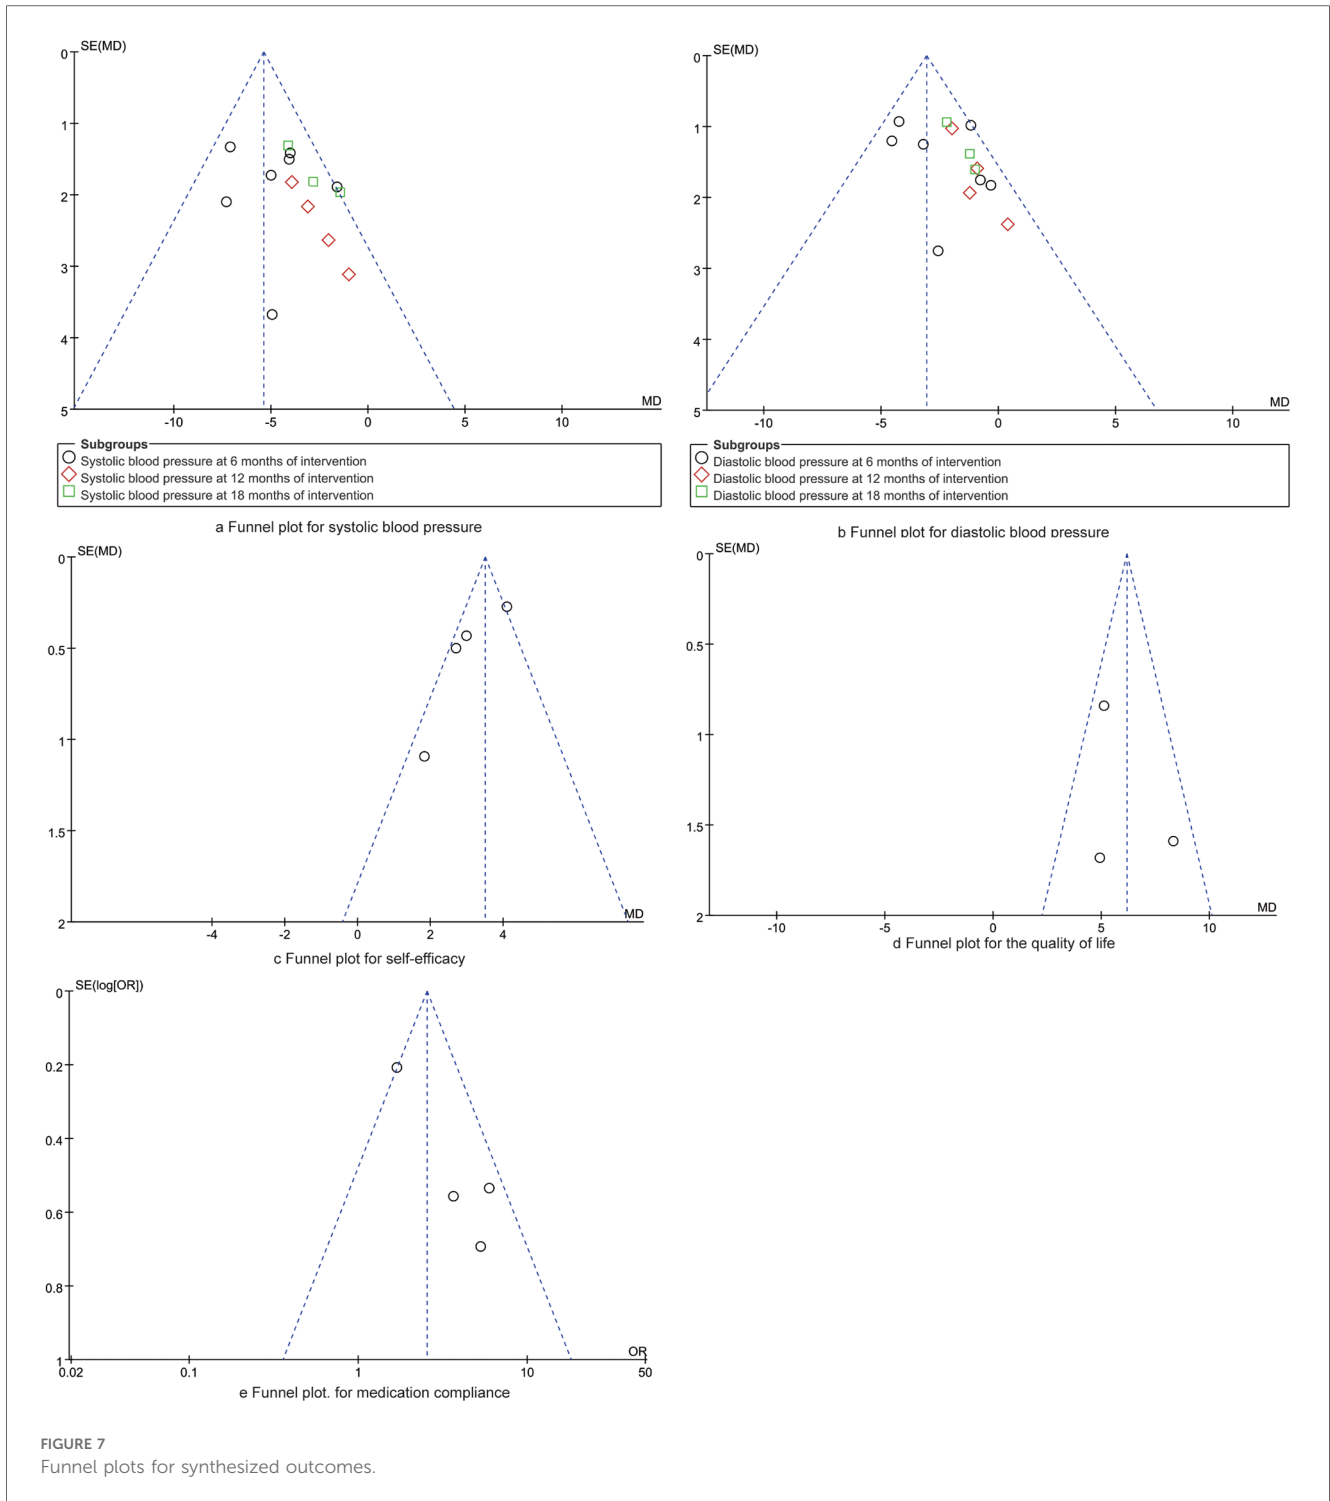 SE(MD)
0
1
2
3
4
5
MD
-10
-5
0
5
10
Subgroups
Systolic blood pressure at 6 months of intervention
Systolic blood pressure at 12 months of intervention
Systolic blood pressure at 18 months of intervention
a Funnel plot for systolic blood pressure
SE(MD)
0
1
2
3
4
5
MD
-10
-5
0
5
10
Subgroups
Diastolic blood pressure at 6 months of intervention
Diastolic blood pressure at 12 months of intervention
Diastolic blood pressure at 18 months of intervention
b Funnel plot for diastolic blood pressure
SE(MD)
0
0.5
1
1.5
2
MD
-4
-2
0
2
4
c Funnel plot for self-efficacy
SE(MD)
0
0.5
1
1.5
2
MD
-10
-5
0
5
10
d Funnel plot for the quality of life
SE(log[OR])
0
0.2
0.4
0.6
0.8
1
OR
0.02
0.1
1
10
50
e Funnel plot. for medication compliance
FIGURE 7
Funnel plots for synthesized outcomes.